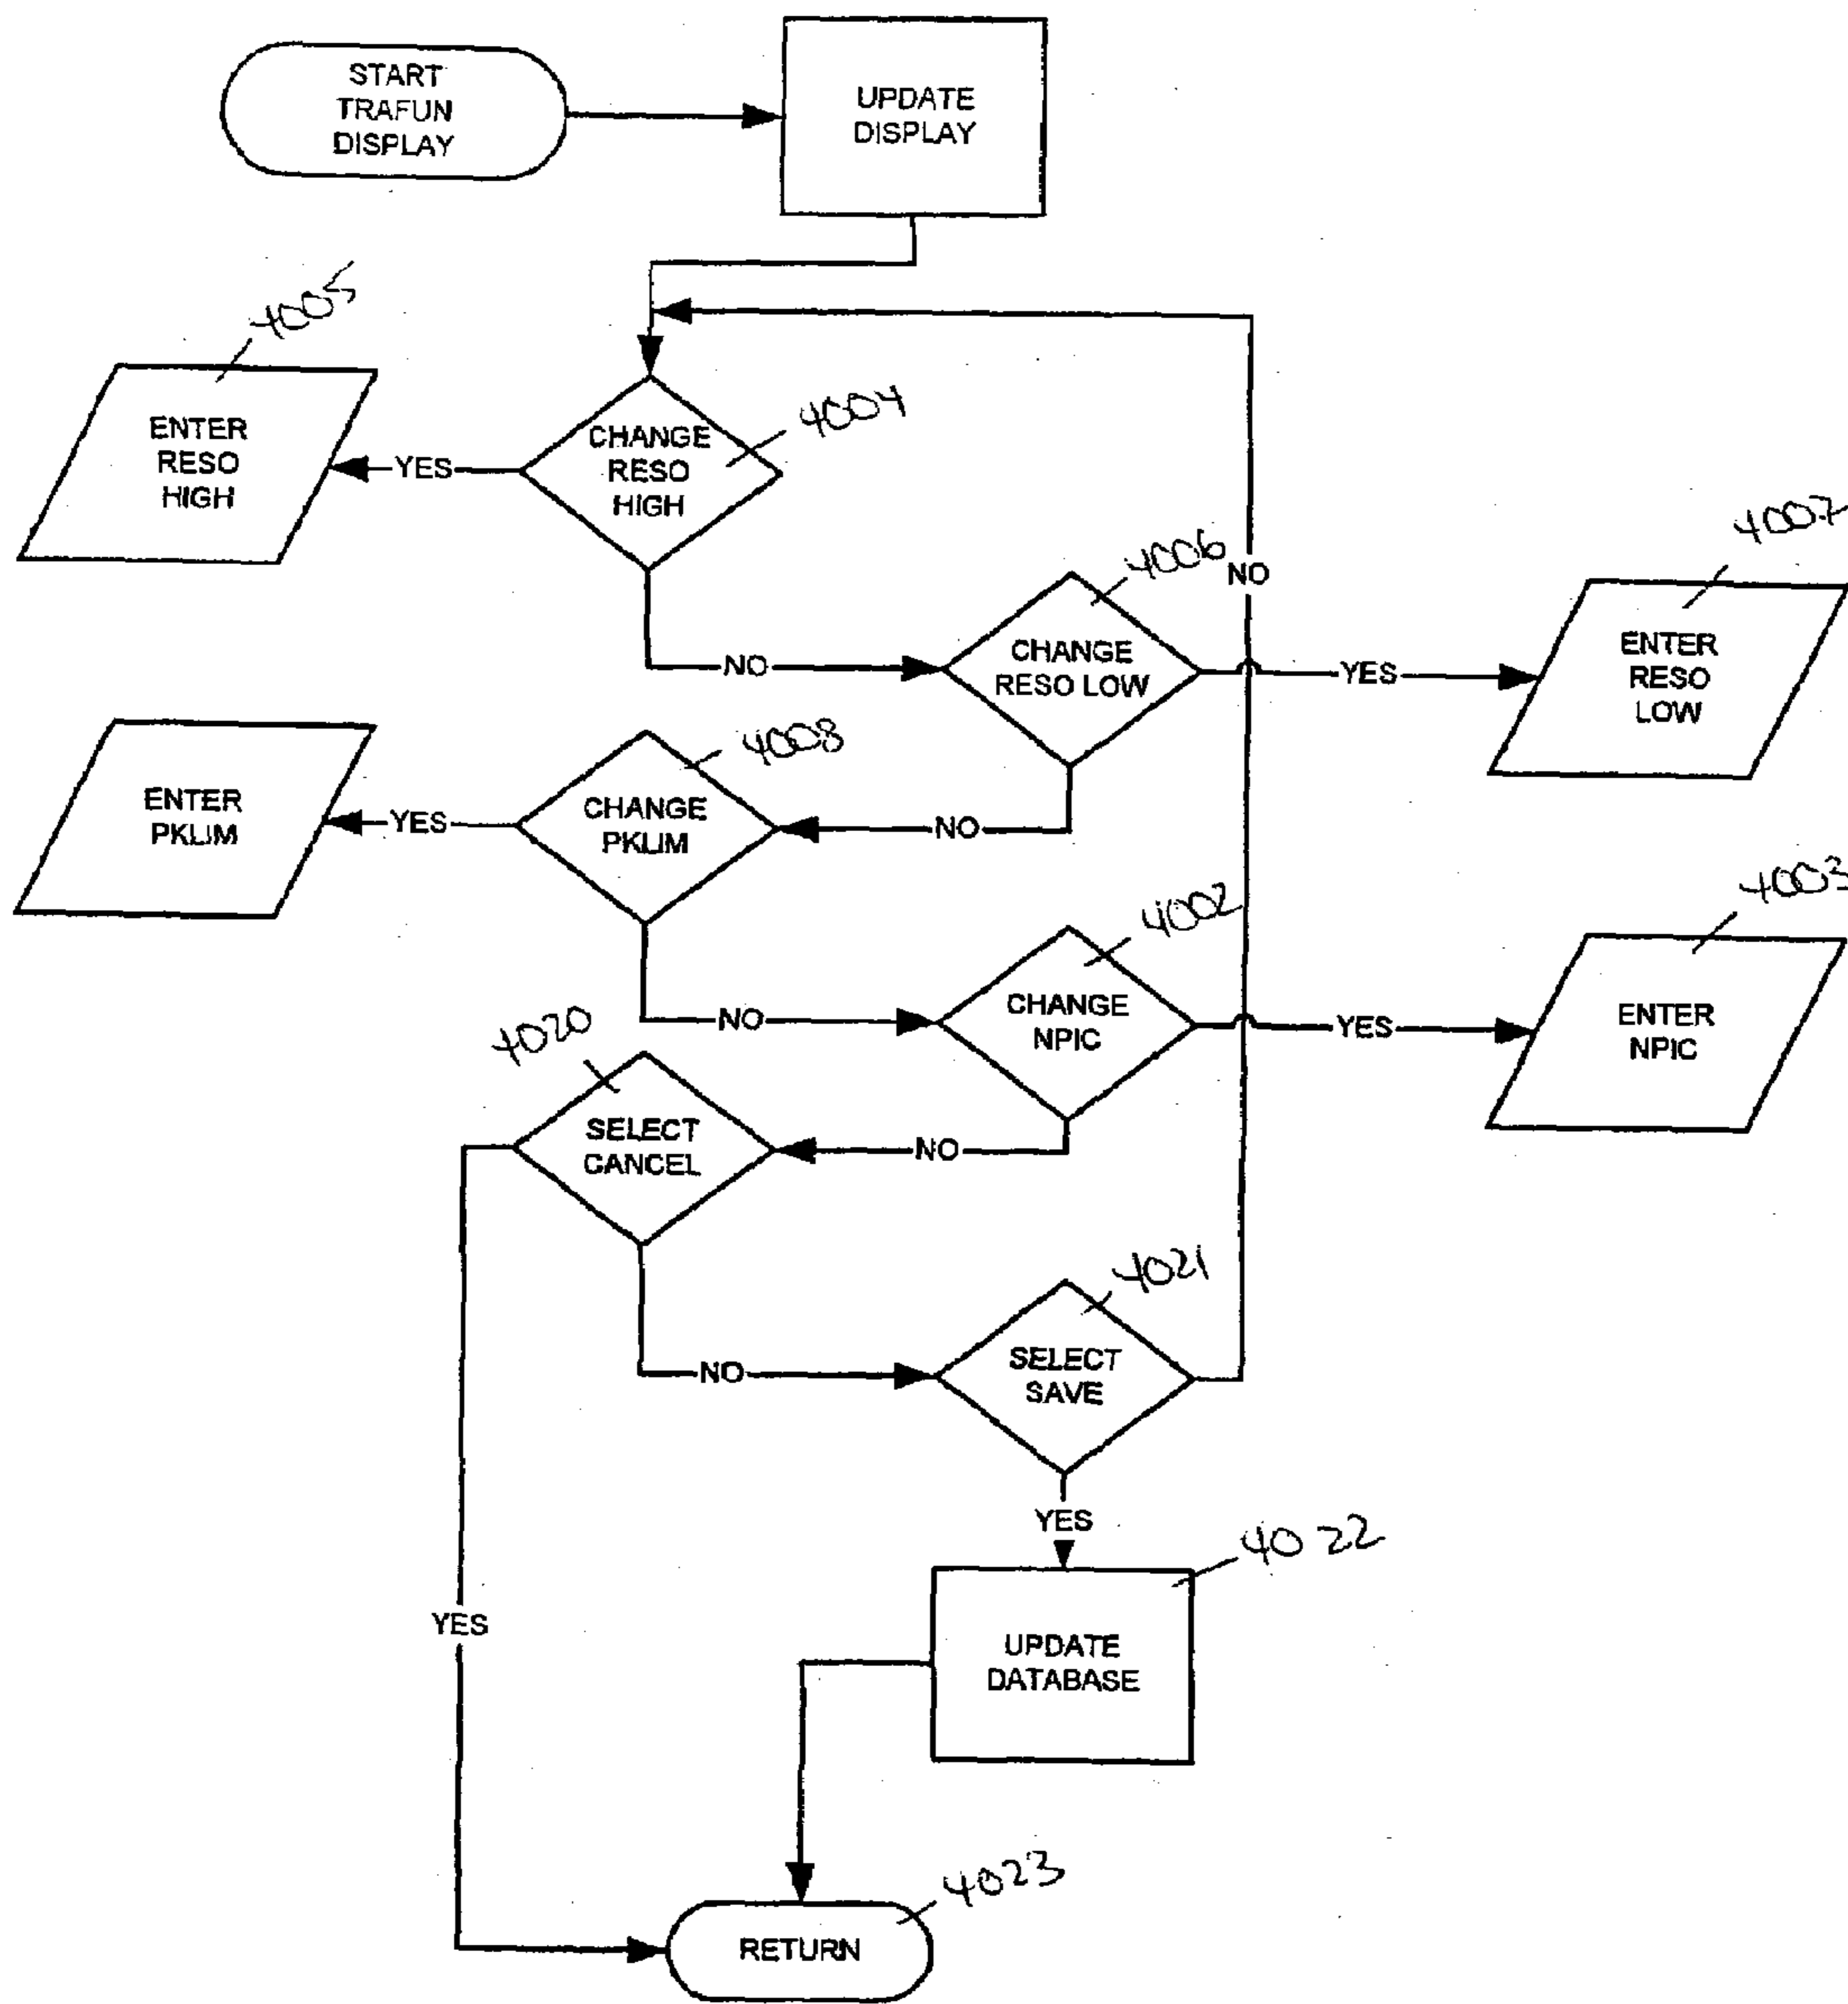 START
TRAFUN
DISPLAY
UPDATE
DISPLAY
4005
ENTER
RESO
HIGH
YES
CHANGE
RESO
HIGH
4004
NO
4006
CHANGE
RESO LOW
NO
YES
4007
ENTER
RESO
LOW
NO
4008
CHANGE
PKLIM
YES
ENTER
PKLIM
NO
4002
CHANGE
NPIC
YES
4003
ENTER
NPIC
NO
4020
SELECT
CANCEL
NO
4021
SELECT
SAVE
YES
4022
UPDATE
DATABASE
YES
4023
RETURN